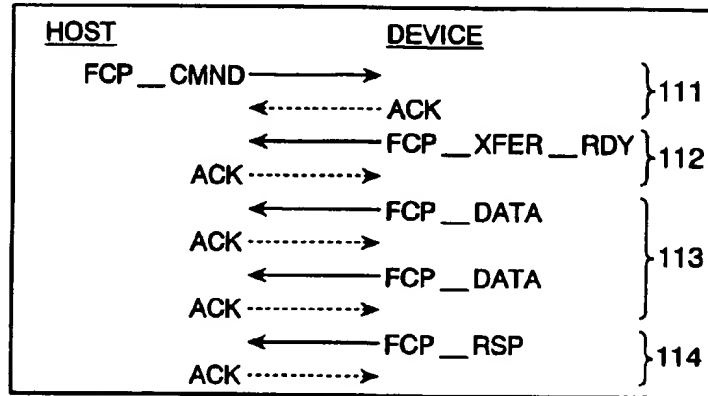 HOST DEVICE
FCP__CMND
ACK 111
FCP__XFER__RDY
ACK 112
FCP__DATA
ACK
113
FCP__DATA
ACK
FCP__RSP
ACK 114